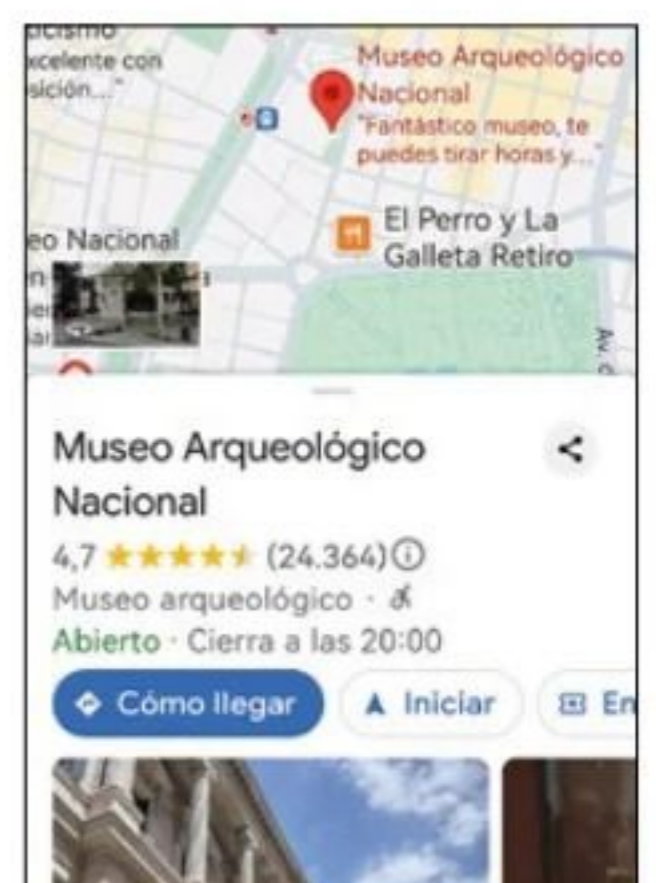 xcelente con
sición..."
Museo Arqueológico
Nacional
"Fantástico museo, te
puedes tirar horas y..."
El Perro y La
Galleta Retiro
eo Nacional
Av.
Museo Arqueológico
Nacional
4,7 (24.364)
Museo arqueológico ·
Abierto · Cierra a las 20:00
Cómo llegar
Iniciar
En